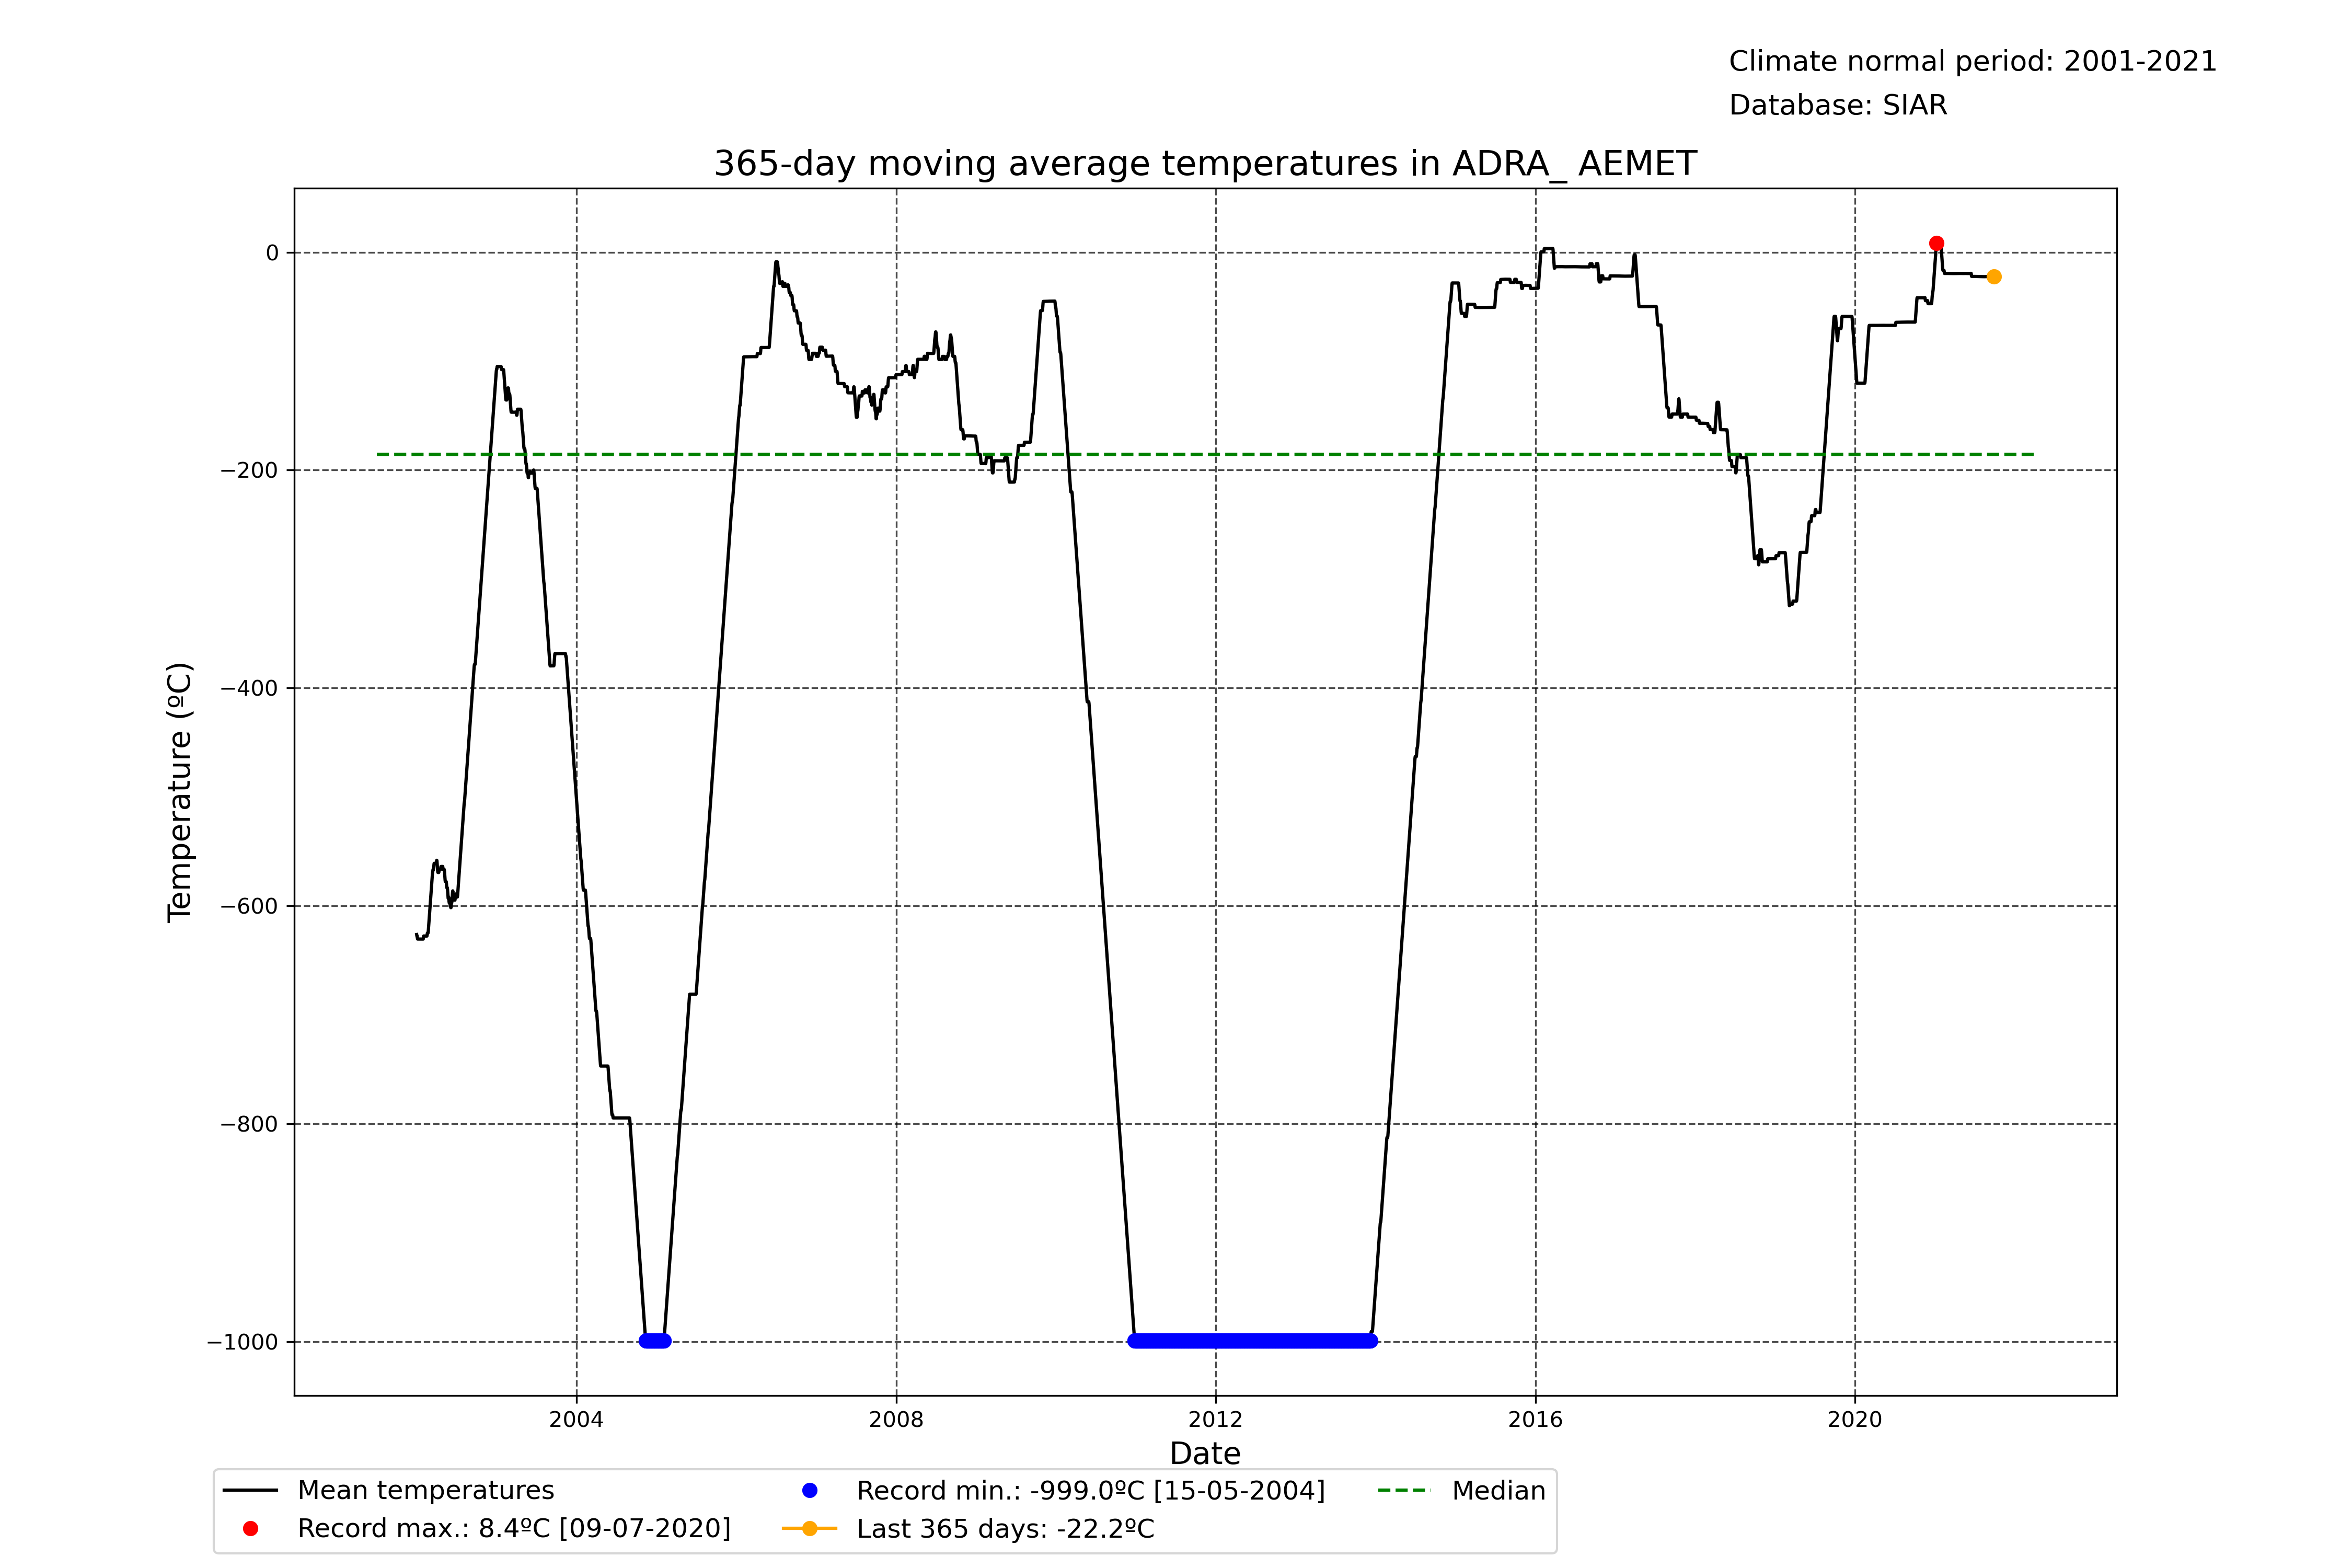 Climate normal period: 2001-2021
Database: SIAR
365-day moving average temperatures in ADRA_ AEMET
0
−200
−400
−600
−800
−1000
Temperature (ºC)
2004 2008 2012 2016 2020
Date
Mean temperatures
Record max.: 8.4ºC [09-07-2020]
Record min.: -999.0ºC [15-05-2004]
Last 365 days: -22.2ºC
Median